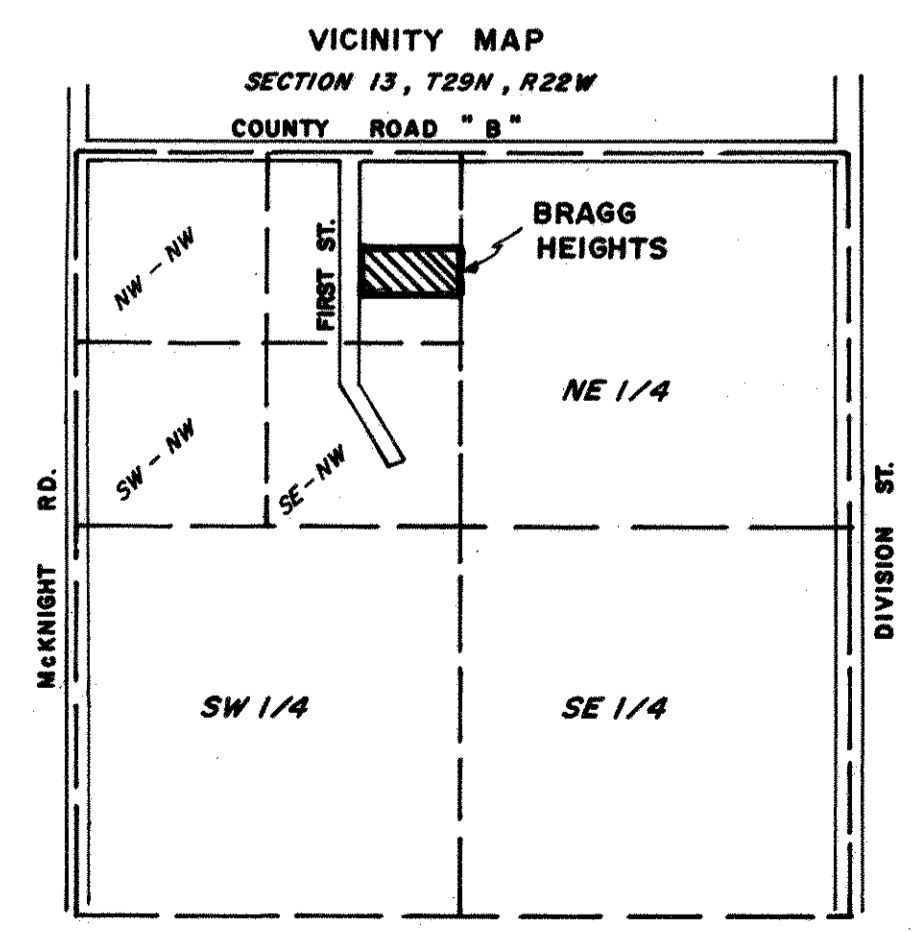 VICINITY MAP
SECTION 13, T29N, R22W
COUNTY ROAD "B"
BRAGG
HEIGHTS
FIRST ST.
NW - NW
NE 1/4
SW - NW
SE - NW
McKNIGHT RD.
DIVISION ST.
SW 1/4
SE 1/4